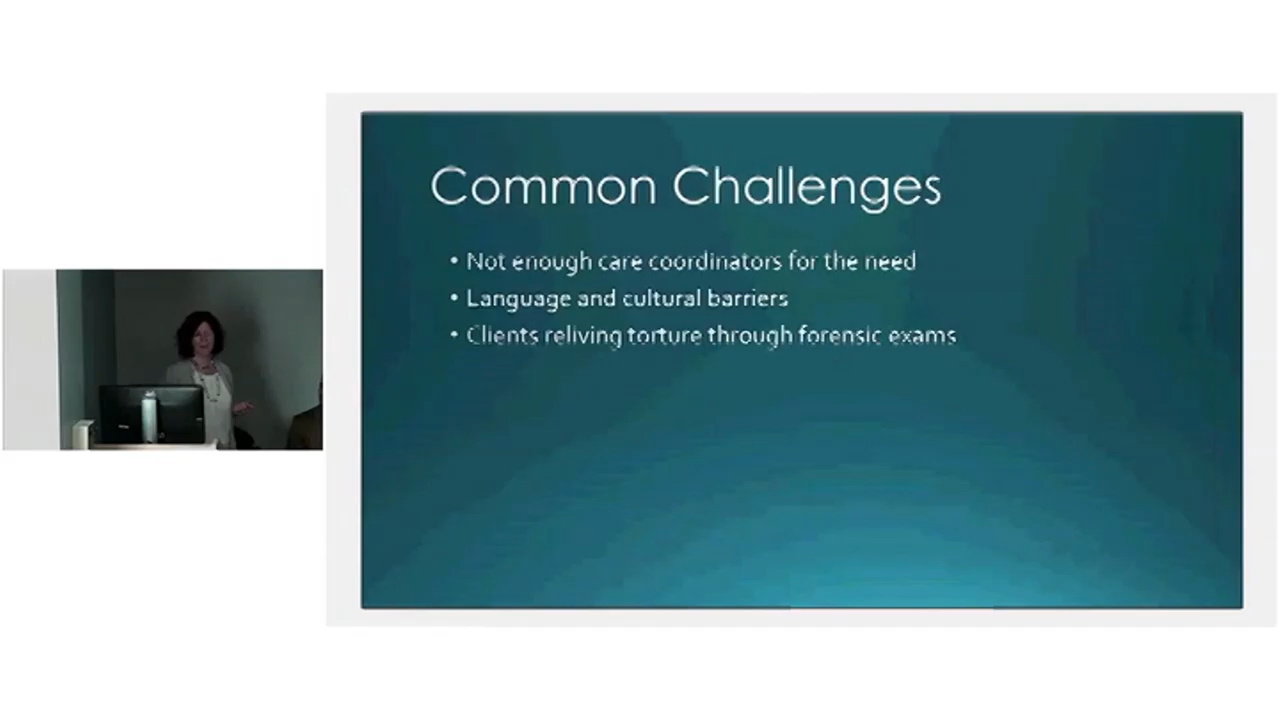 Common Challenges
• Not enough care coordinators for the need
• Language and cultural barriers
• Clients reliving torture through forensic exams